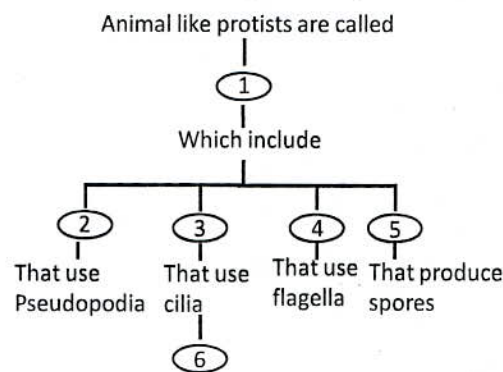 Animal like protists are called
1
Which include
2 3 4 5
That use Pseudopodia
That use cilia
That use flagella
That produce spores
6